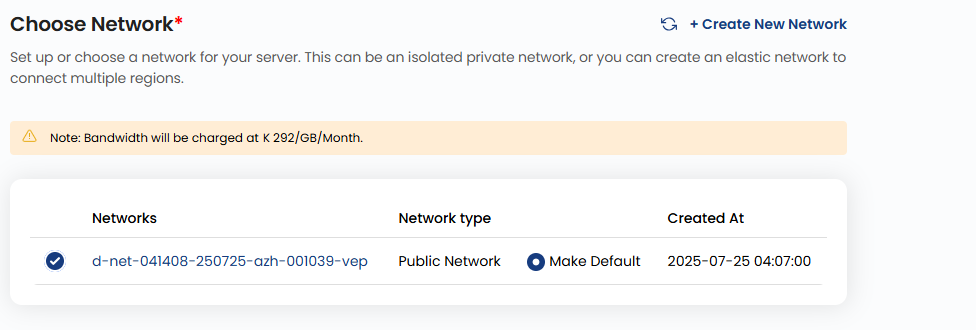 Choose Network*
+ Create New Network
Set up or choose a network for your server. This can be an isolated private network, or you can create an elastic network to
connect multiple regions.
Note: Bandwidth will be charged at K 292/GB/Month.
Networks Network type Created At
d-net-041408-250725-azh-001039-vep Public Network Make Default 2025-07-25 04:07:00